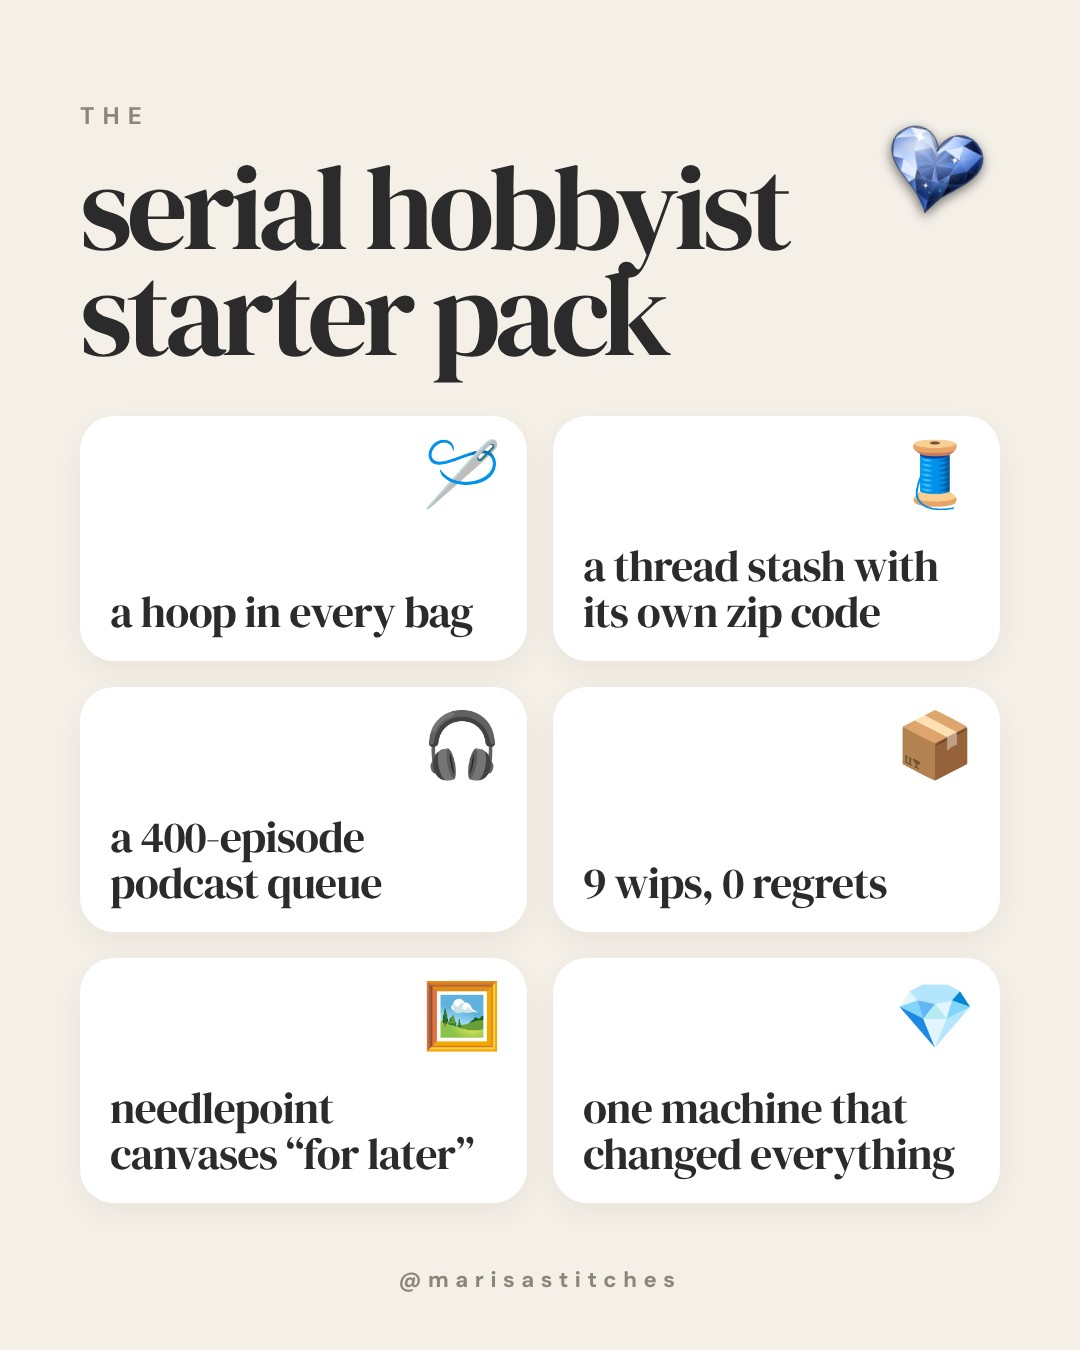 THE
serial hobbyist
starter pack
a hoop in every bag
a thread stash with
its own zip code
a 400-episode
podcast queue
9 wips, 0 regrets
needlepoint
canvases “for later”
one machine that
changed everything
@marisastitches